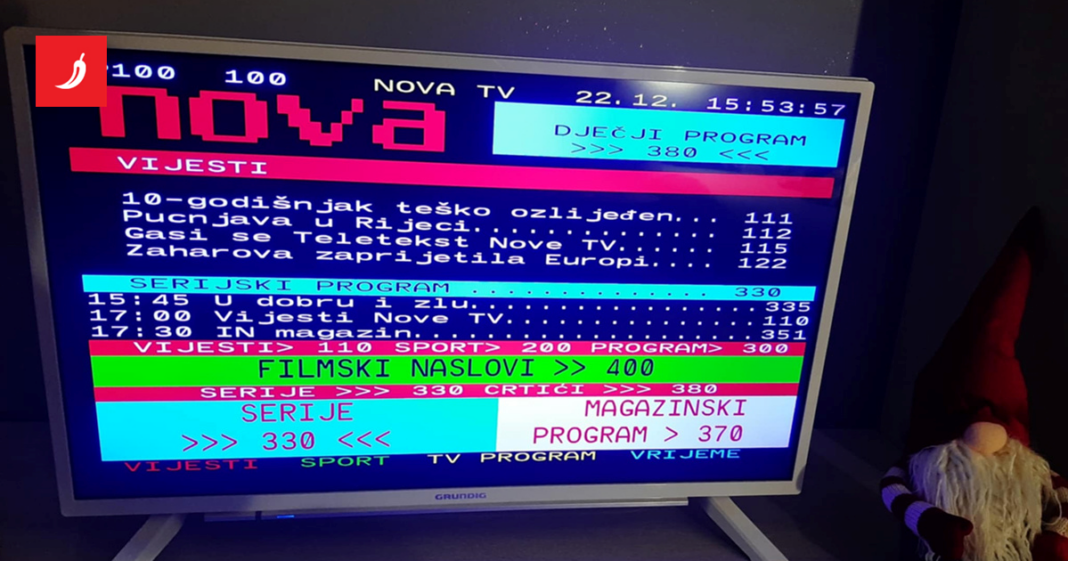 100 100 NOVA TV 22.12. 15:53:57
nova
DJEČJI PROGRAM
>>> 380 <<<
VIJESTI
10-godišnjak teško ozlijeđen... 111
Pucnjava u Rijeci.............. 112
Gasi se Teletekst Nove TV...... 115
Zaharova zaprijetila Europi.... 122
SERIJSKI PROGRAM .............. 330
15:45 U dobru i zlu.................335
17:00 Vijesti Nove TV...............110
17:30 IN magazin....................351
VIJESTI> 110 SPORT> 200 PROGRAM> 300
FILMSKI NASLOVI >> 400
SERIJE >>> 330 CRTIĆI >>> 380
SERIJE
>>> 330 <<<
MAGAZINSKI
PROGRAM > 370
VIJESTI SPORT TV PROGRAM VRIJEME
GRUNDIG